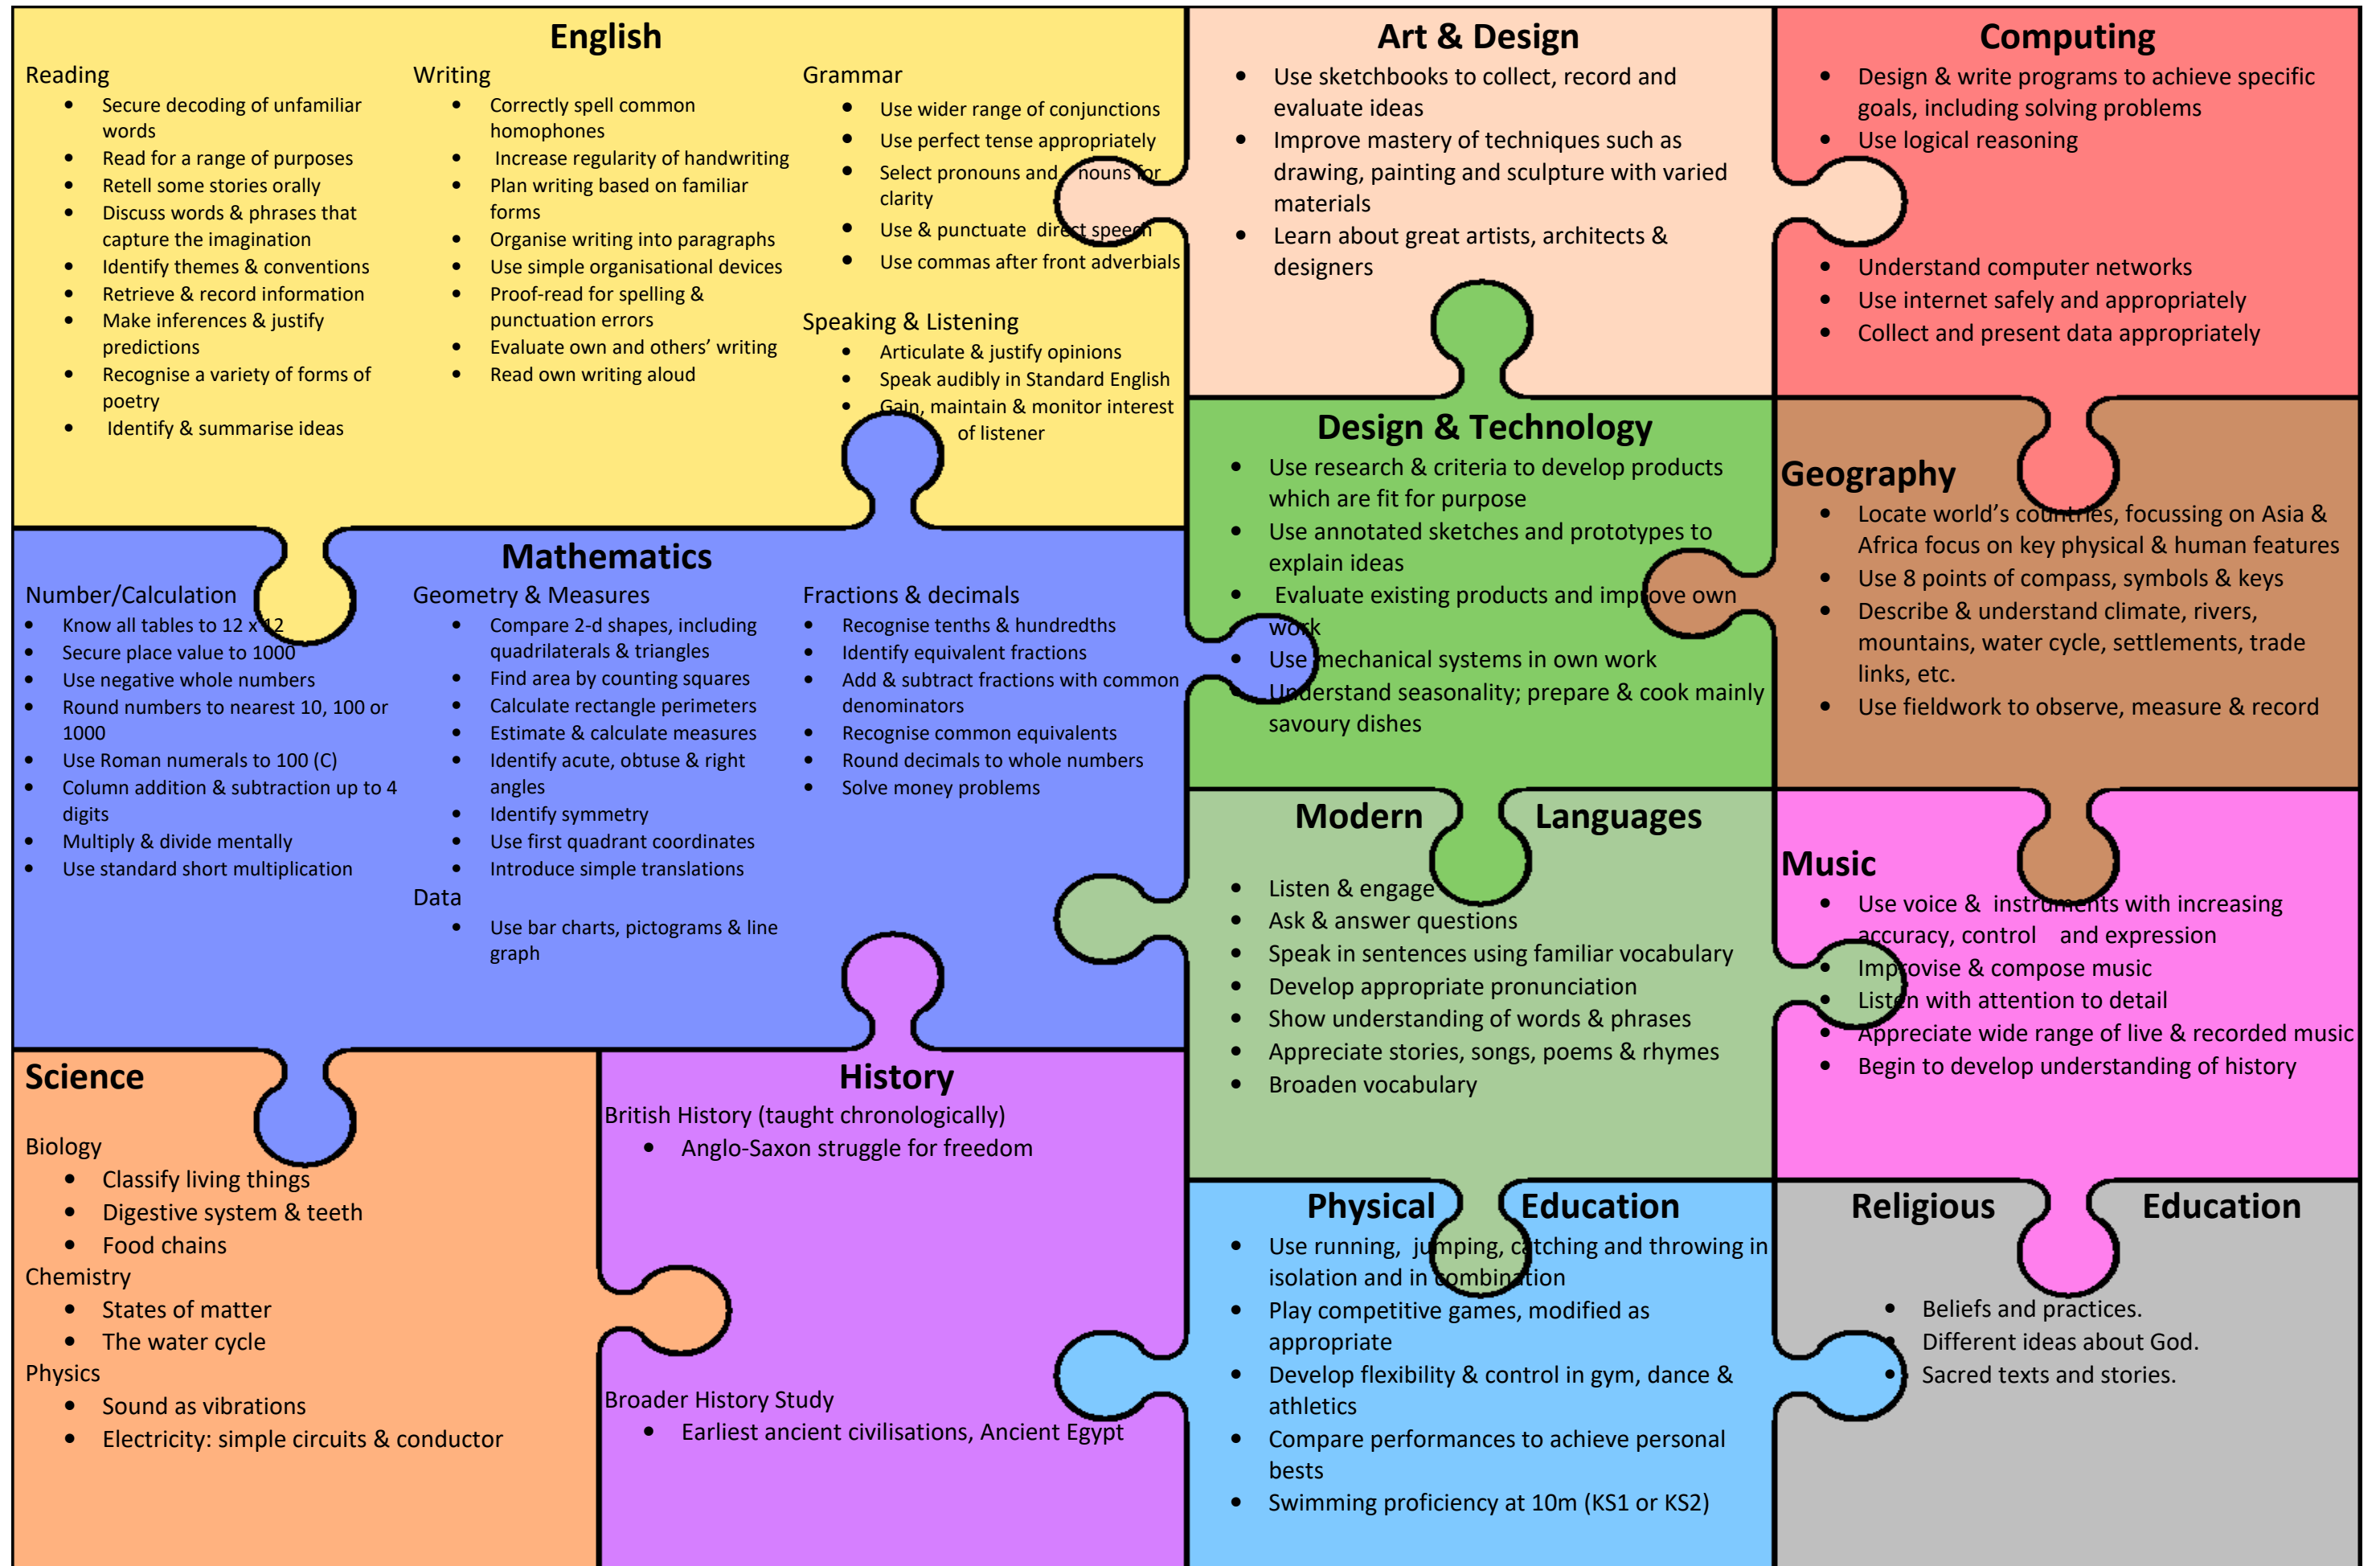 English
Reading
• Secure decoding of unfamiliar
words
• Read for a range of purposes
• Retell some stories orally
• Discuss words & phrases that
capture the imagination
• Identify themes & conventions
• Retrieve & record information
• Make inferences & justify
predictions
• Recognise a variety of forms of
poetry
• Identify & summarise ideas
Writing
• Correctly spell common
homophones
• Increase regularity of handwriting
• Plan writing based on familiar
forms
• Organise writing into paragraphs
• Use simple organisational devices
• Proof-read for spelling &
punctuation errors
• Evaluate own and others’ writing
• Read own writing aloud
Grammar
• Use wider range of conjunctions
• Use perfect tense appropriately
• Select pronouns and nouns for
clarity
• Use & punctuate direct speech
• Use commas after front adverbials
Speaking & Listening
• Articulate & justify opinions
• Speak audibly in Standard English
• Gain, maintain & monitor interest
of listener
Art & Design
• Use sketchbooks to collect, record and
evaluate ideas
• Improve mastery of techniques such as
drawing, painting and sculpture with varied
materials
• Learn about great artists, architects &
designers
Computing
• Design & write programs to achieve specific
goals, including solving problems
• Use logical reasoning
• Understand computer networks
• Use internet safely and appropriately
• Collect and present data appropriately
Design & Technology
• Use research & criteria to develop products
which are fit for purpose
• Use annotated sketches and prototypes to
explain ideas
• Evaluate existing products and improve own
work
• Use mechanical systems in own work
• Understand seasonality; prepare & cook mainly
savoury dishes
Geography
• Locate world’s countries, focussing on Asia &
Africa focus on key physical & human features
• Use 8 points of compass, symbols & keys
• Describe & understand climate, rivers,
mountains, water cycle, settlements, trade
links, etc.
• Use fieldwork to observe, measure & record
Mathematics
Number/Calculation
• Know all tables to 12 x 12
• Secure place value to 1000
• Use negative whole numbers
• Round numbers to nearest 10, 100 or
1000
• Use Roman numerals to 100 (C)
• Column addition & subtraction up to 4
digits
• Multiply & divide mentally
• Use standard short multiplication
Geometry & Measures
• Compare 2-d shapes, including
quadrilaterals & triangles
• Find area by counting squares
• Calculate rectangle perimeters
• Estimate & calculate measures
• Identify acute, obtuse & right
angles
• Identify symmetry
• Use first quadrant coordinates
• Introduce simple translations
Data
• Use bar charts, pictograms & line
graph
Fractions & decimals
• Recognise tenths & hundredths
• Identify equivalent fractions
• Add & subtract fractions with common
denominators
• Recognise common equivalents
• Round decimals to whole numbers
• Solve money problems
Modern Languages
• Listen & engage
• Ask & answer questions
• Speak in sentences using familiar vocabulary
• Develop appropriate pronunciation
• Show understanding of words & phrases
• Appreciate stories, songs, poems & rhymes
• Broaden vocabulary
Music
• Use voice & instruments with increasing
accuracy, control and expression
• Improvise & compose music
• Listen with attention to detail
• Appreciate wide range of live & recorded music
• Begin to develop understanding of history
Science
Biology
• Classify living things
• Digestive system & teeth
• Food chains
Chemistry
• States of matter
• The water cycle
Physics
• Sound as vibrations
• Electricity: simple circuits & conductor
History
British History (taught chronologically)
• Anglo-Saxon struggle for freedom
Broader History Study
• Earliest ancient civilisations, Ancient Egypt
Physical Education
• Use running, jumping, catching and throwing in
isolation and in combination
• Play competitive games, modified as
appropriate
• Develop flexibility & control in gym, dance &
athletics
• Compare performances to achieve personal
bests
• Swimming proficiency at 10m (KS1 or KS2)
Religious Education
• Beliefs and practices.
• Different ideas about God.
• Sacred texts and stories.